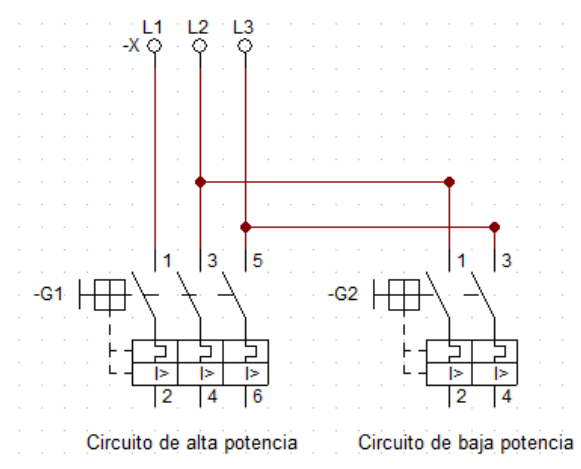 L1 L2 L3
-X
1 3 5 1 3
-G1 -G2
I> I> I> I> I>
2 4 6 2 4
Circuito de alta potencia Circuito de baja potencia